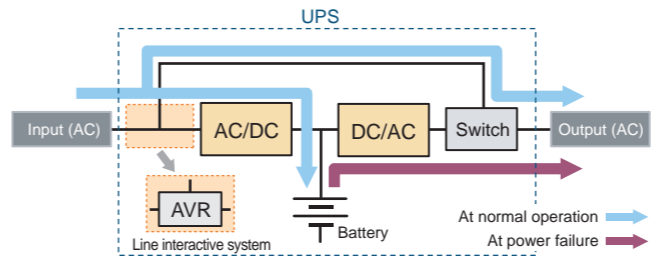 UPS
Input (AC)
AC/DC
DC/AC
Switch
Output (AC)
AVR
Line interactive system
Battery
At normal operation
At power failure